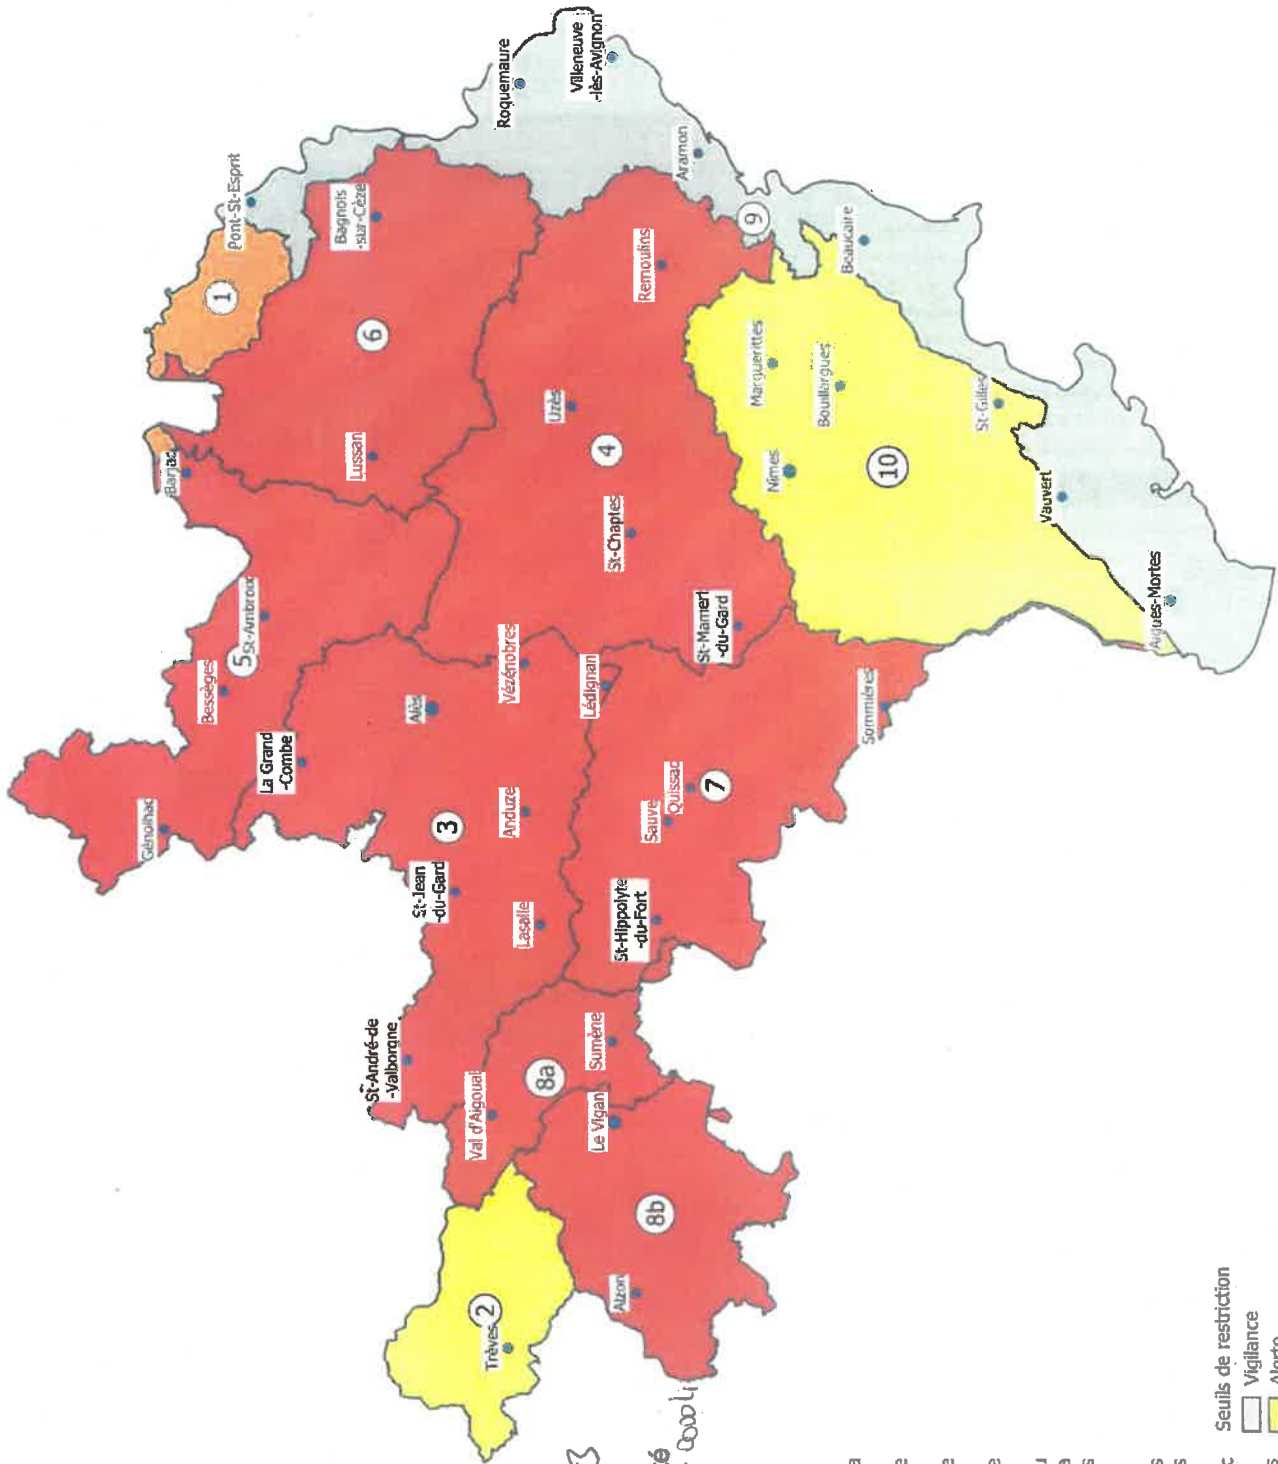 Génolhac
Bessèges
5
St-Ambroix
Barjac
1
Pont-St-Esprit
La Grand
-Combe
Alès
Lussan
6
Bagnols
-sur-Cèze
Roquemaure
St-André-de
-Valborgne
St-Jean
-du-Gard
3
Anduze
Vézénobres
Uzès
Villeneuve
-lès-Avignon
Val d'Aigoual
Lasalle
Lédignan
St-Chaptes
4
Remoulins
Aramon
2
Trèves
8a
Sumène
Le Vigan
8b
Alzon
St-Hippolyte
-du-Fort
Sauve
Quissac
7
St-Mamert
-du-Gard
9
Marguerittes
Nîmes
Bouillargues
Beaucaire
Sommières
10
St-Gilles
Vauvert
Aigues-Mortes
Seuils de restriction
Vigilance
Alerte